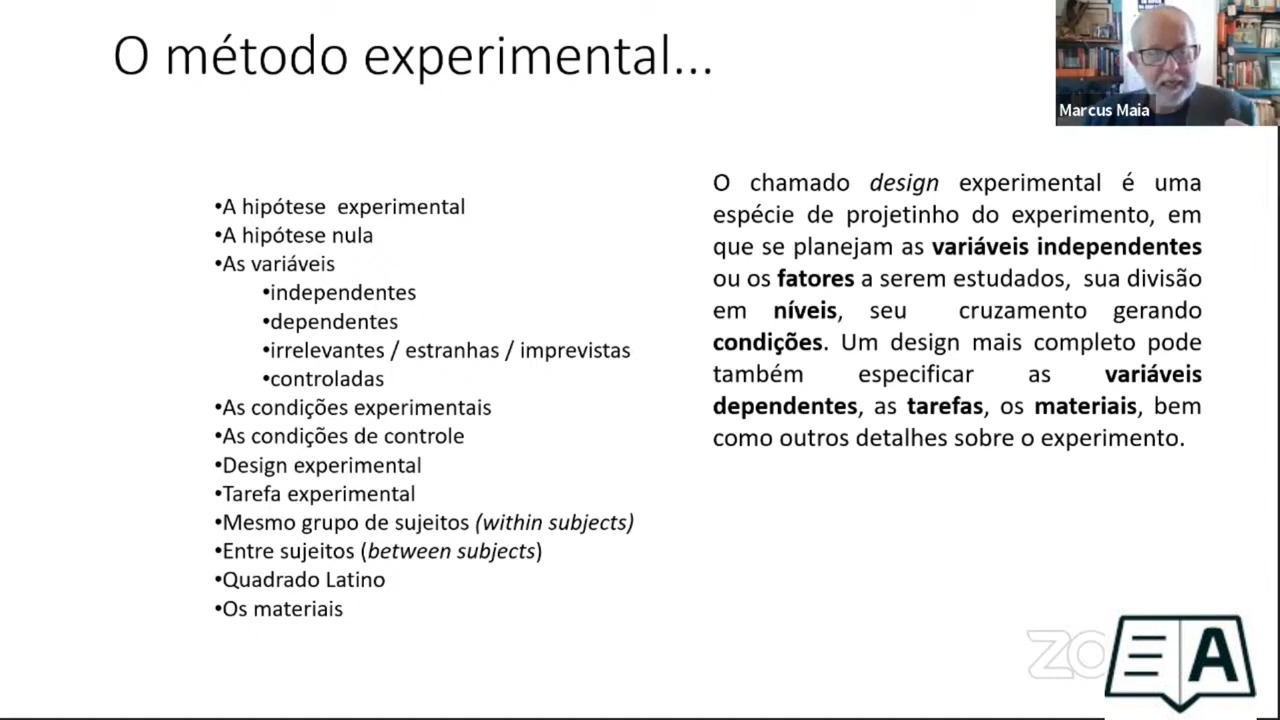 O método experimental...
Marcus Maia
•A hipótese experimental
•A hipótese nula
•As variáveis
•independentes
•dependentes
•irrelevantes / estranhas / imprevistas
•controladas
•As condições experimentais
•As condições de controle
•Design experimental
•Tarefa experimental
•Mesmo grupo de sujeitos (within subjects)
•Entre sujeitos (between subjects)
•Quadrado Latino
•Os materiais
O chamado design experimental é uma
espécie de projetinho do experimento, em
que se planejam as variáveis independentes
ou os fatores a serem estudados, sua divisão
em níveis, seu cruzamento gerando
condições. Um design mais completo pode
também especificar as variáveis
dependentes, as tarefas, os materiais, bem
como outros detalhes sobre o experimento.
ZO
A